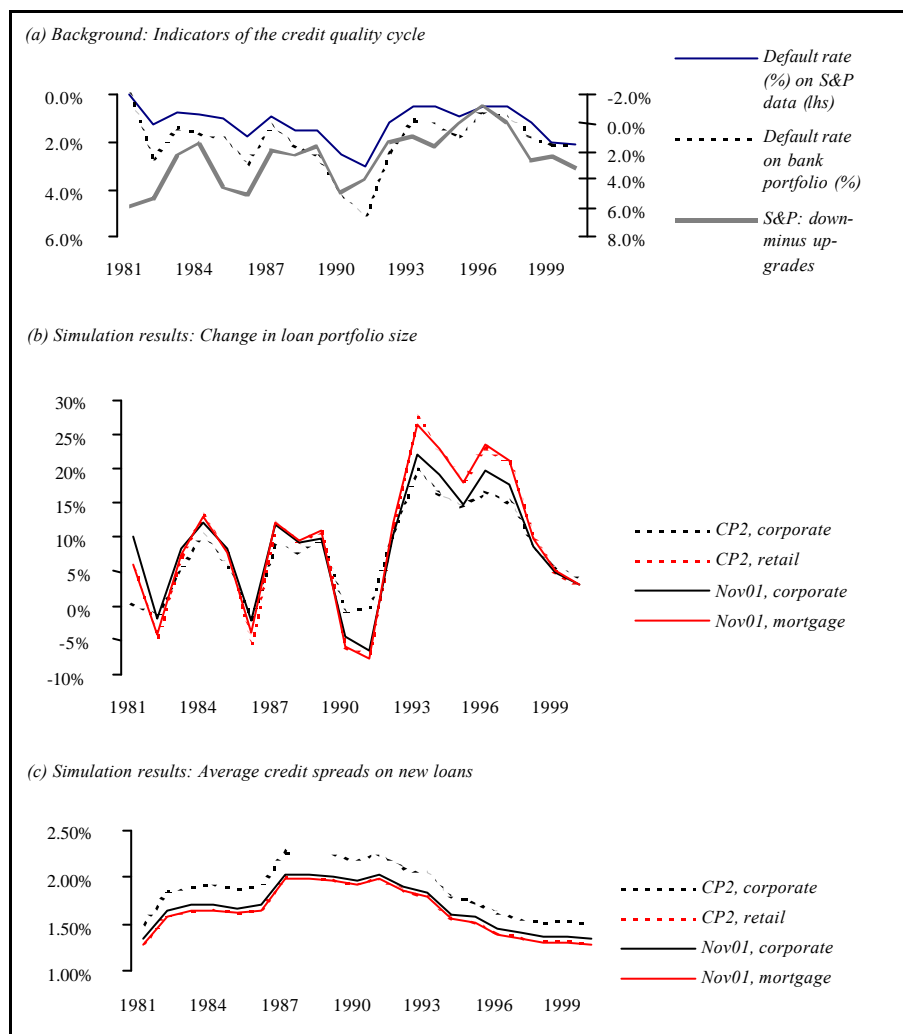 (a) Background: Indicators of the credit quality cycle
0.0%
2.0%
4.0%
6.0%
-2.0%
0.0%
2.0%
4.0%
6.0%
8.0%
1981 1984 1987 1990 1993 1996 1999
Default rate
(%) on S&P
data (lhs)
Default rate
on bank
portfolio (%)
S&P: down-
minus up-
grades
(b) Simulation results: Change in loan portfolio size
30%
25%
20%
15%
10%
5%
0%
-5%
-10%
1981 1984 1987 1990 1993 1996 1999
CP2, corporate
CP2, retail
Nov01, corporate
Nov01, mortgage
(c) Simulation results: Average credit spreads on new loans
2.50%
2.00%
1.50%
1.00%
1981 1984 1987 1990 1993 1996 1999
CP2, corporate
CP2, retail
Nov01, corporate
Nov01, mortgage